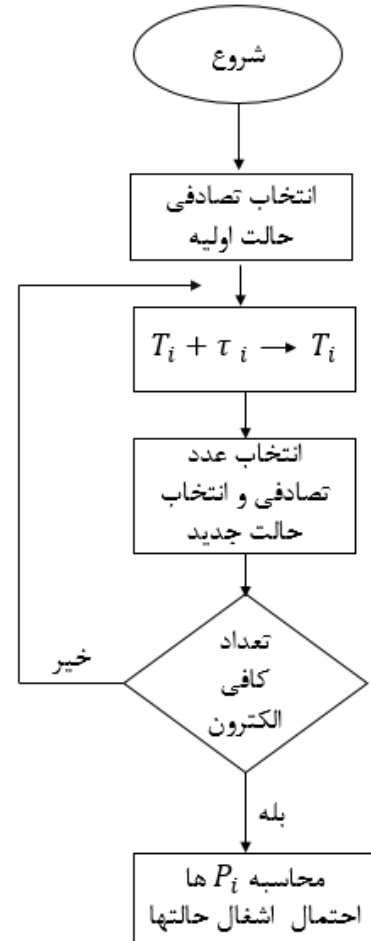 شروع
انتخاب تصادفی
حالت اولیه
T_i + τ_i → T_i
انتخاب عدد
تصادفی و انتخاب
حالت جدید
تعداد
کافی
الکترون
خیر
بله
محاسبه P_i ها
احتمال اشغال حالتها